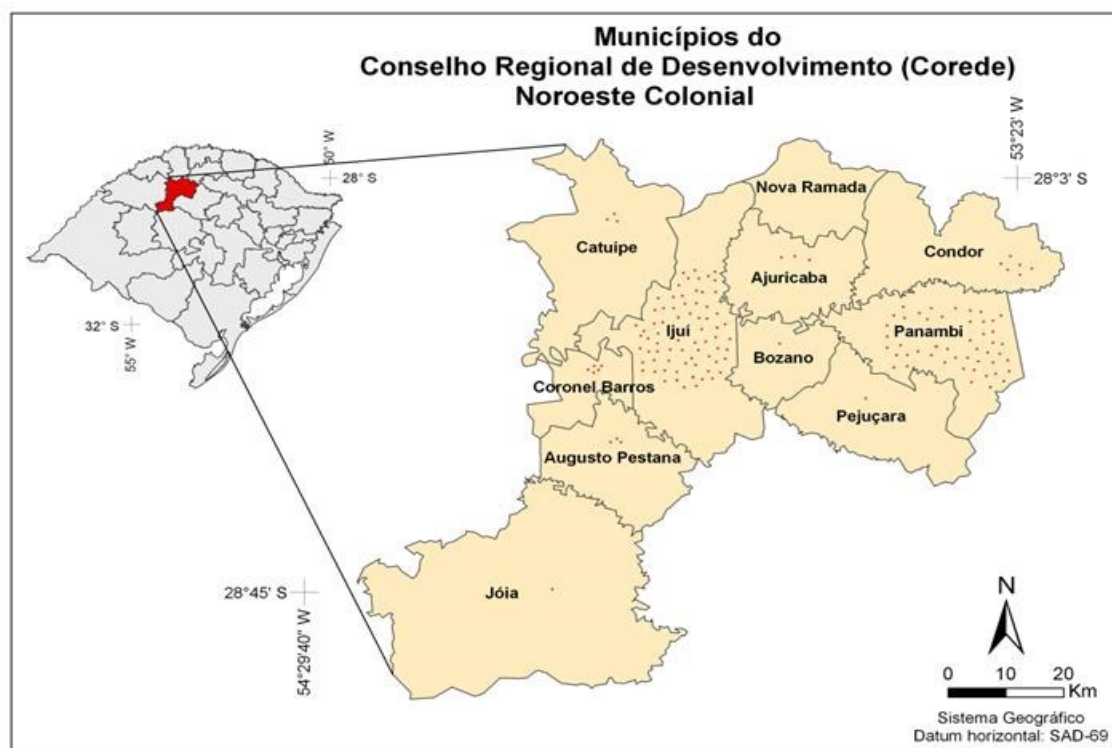 Municípios do
Conselho Regional de Desenvolvimento (Corede)
Noroeste Colonial
50° W
28° S
32° S
55° W
53°23' W
28°3' S
Nova Ramada
Catuipe
Condor
Ajuricaba
Ijuí
Panambi
Bozano
Coronel Barros
Pejuçara
Augusto Pestana
Jóia
28°45' S
54°29'40" W
N
0 10 20
Km
Sistema Geográfico
Datum horizontal: SAD-69